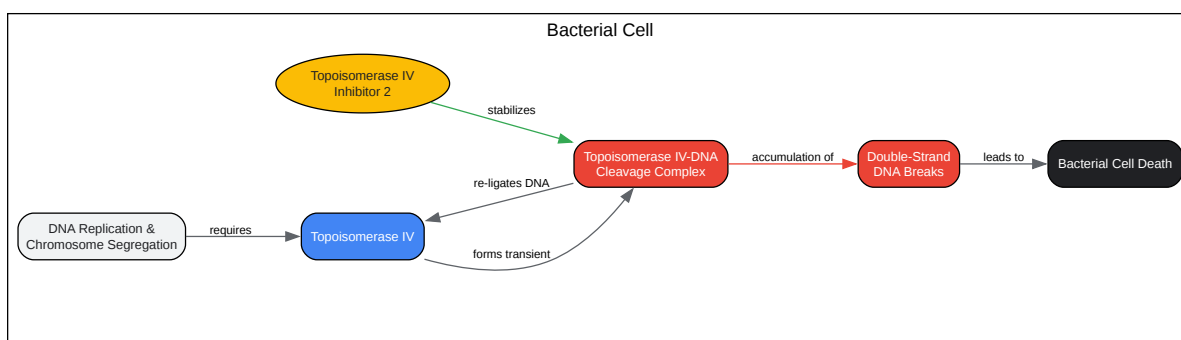 Bacterial Cell
Topoisomerase IV
Inhibitor 2
stabilizes
Topoisomerase IV-DNA
Cleavage Complex
accumulation of
Double-Strand
DNA Breaks
leads to
Bacterial Cell Death
re-ligates DNA
DNA Replication &
Chromosome Segregation
requires
Topoisomerase IV
forms transient